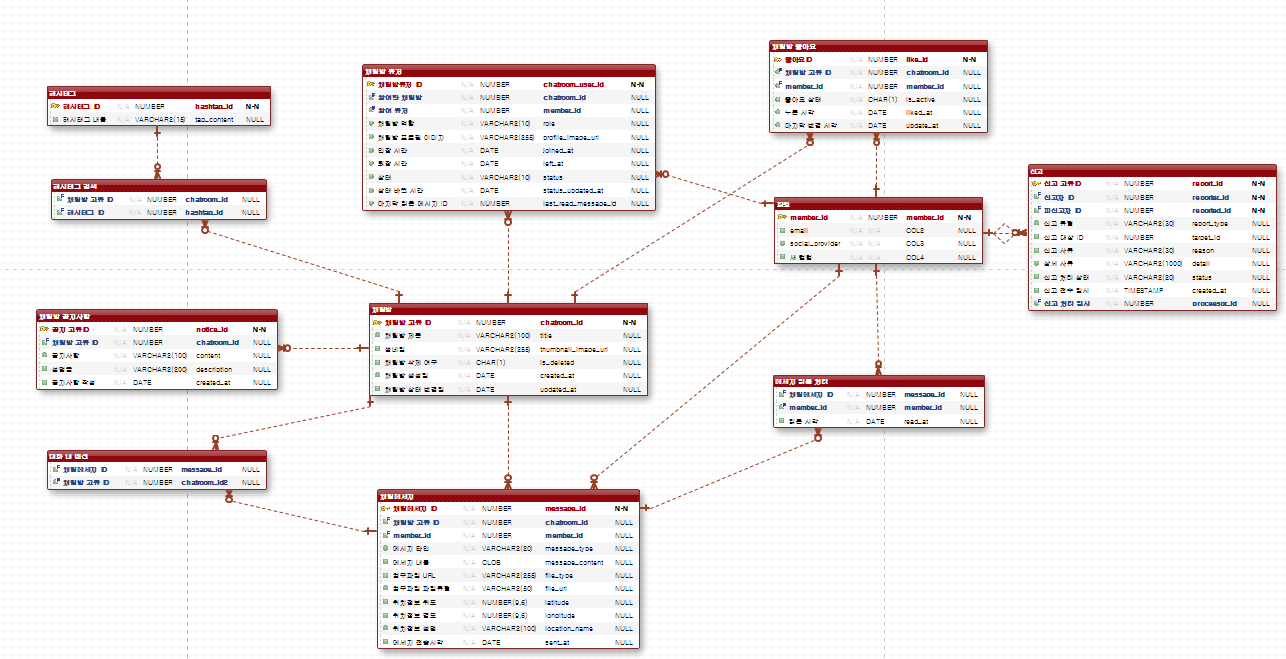 해시태그
해시태그 ID N/A NUMBER hashtag_id N-N
해시태그 내용 N/A VARCHAR2(15) tag_content NULL
해시태그 검색
채팅방 고유 ID N/A NUMBER chatroom_id NULL
해시태그 ID N/A NUMBER hashtag_id NULL
채팅방 유저
채팅방유저 ID N/A NUMBER chatroom_user_id N-N
참여한 채팅방 N/A NUMBER chatroom_id NULL
참여 유저 N/A NUMBER member_id NULL
채팅방 역할 N/A VARCHAR2(10) role NULL
채팅방 프로필 이미지 N/A VARCHAR2(255) profile_image_url NULL
입장 시간 N/A DATE joined_at NULL
퇴장 시간 N/A DATE left_at NULL
상태 N/A VARCHAR2(10) status NULL
상태 바뀐 시간 N/A DATE status_updated_at NULL
마지막 읽은 메시지 ID N/A NUMBER last_read_message_id NULL
채팅방 좋아요
좋아요 ID N/A NUMBER like_id N-N
채팅방 고유 ID N/A NUMBER chatroom_id NULL
member_id N/A NUMBER member_id NULL
좋아요 상태 N/A CHAR(1) is_active NULL
누른 시각 N/A DATE liked_at NULL
마지막 변경 시각 N/A DATE update_at NULL
회원
member_id N/A NUMBER member_id N-N
email N/A N/A COL2 NULL
social_provider N/A N/A COL3 NULL
새 컬럼 N/A N/A COL4 NULL
신고
신고 고유ID N/A NUMBER report_id N-N
신고자 ID N/A NUMBER reporter_id N-N
피신고자 ID N/A NUMBER reported_id N-N
신고 유형 N/A VARCHAR2(30) report_type NULL
신고 대상 ID N/A NUMBER target_id NULL
신고 사유 N/A VARCHAR2(30) reason NULL
상세 사유 N/A VARCHAR2(1000) detail NULL
신고 처리 상태 N/A VARCHAR2(20) status NULL
신고 접수 일시 N/A TIMESTAMP created_at NULL
신고 처리 일시 N/A NUMBER processor_id NULL
채팅방 공지사항
공지 고유ID N/A NUMBER notice_id N-N
채팅방 고유 ID N/A NUMBER chatroom_id NULL
공지사항 N/A VARCHAR2(100) content NULL
설명글 N/A VARCHAR2(200) description NULL
공지사항 작성 N/A DATE created_at NULL
채팅방
채팅방 고유 ID N/A NUMBER chatroom_id N-N
채팅방 제목 N/A VARCHAR2(100) title NULL
썸네일 N/A VARCHAR2(255) thumbnail_image_url NULL
채팅방 삭제 여부 N/A CHAR(1) is_deleted NULL
채팅방 생성일 N/A DATE created_at NULL
채팅방 상태 변경일 N/A DATE updated_at NULL
채팅메시지 ID N/A NUMBER message_id NULL
채팅방 고유 ID N/A NUMBER chatroom_id2 NULL
메시지 읽음 처리
채팅메시지 ID N/A NUMBER message_id NULL
member_id N/A NUMBER member_id NULL
읽은 시각 N/A DATE read_at NULL
채팅메시지
채팅메시지 ID N/A NUMBER message_id N-N
채팅방 고유 ID N/A NUMBER chatroom_id NULL
member_id N/A NUMBER member_id NULL
메시지 타입 N/A VARCHAR2(20) message_type NULL
메시지 내용 N/A CLOB message_content NULL
첨부파일 URL N/A VARCHAR2(255) file_type NULL
첨부파일 파일유형 N/A VARCHAR2(50) file_url NULL
위치정보 위도 N/A NUMBER(9,6) latitude NULL
위치정보 경도 N/A NUMBER(9,6) longitude NULL
위치정보 설명 N/A VARCHAR2(100) location_name NULL
메시지 전송시각 N/A DATE sent_at NULL